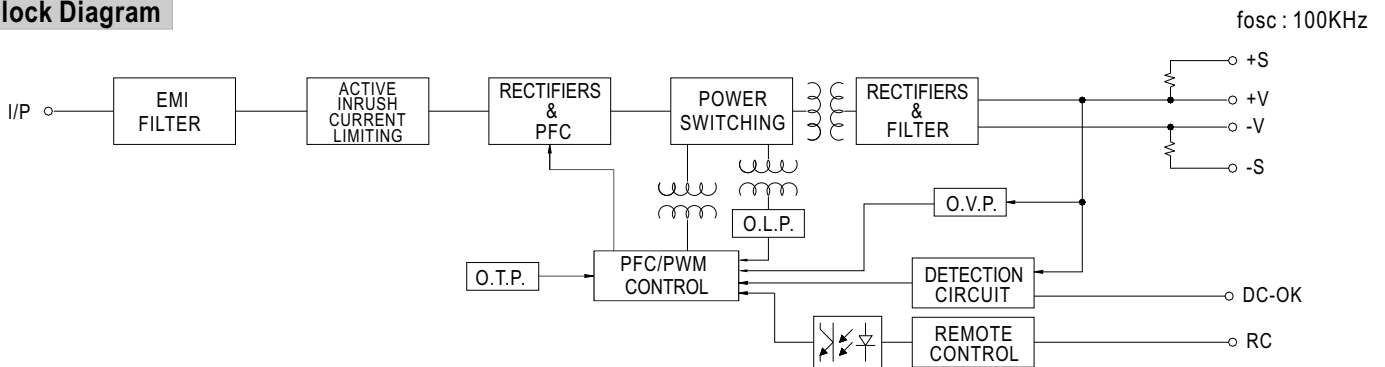 lock Diagram
fosc : 100KHz
I/P
EMI
FILTER
ACTIVE
INRUSH
CURRENT
LIMITING
RECTIFIERS
&
PFC
POWER
SWITCHING
RECTIFIERS
&
FILTER
+S
+V
-V
-S
O.V.P.
O.L.P.
O.T.P.
PFC/PWM
CONTROL
DETECTION
CIRCUIT
DC-OK
REMOTE
CONTROL
RC